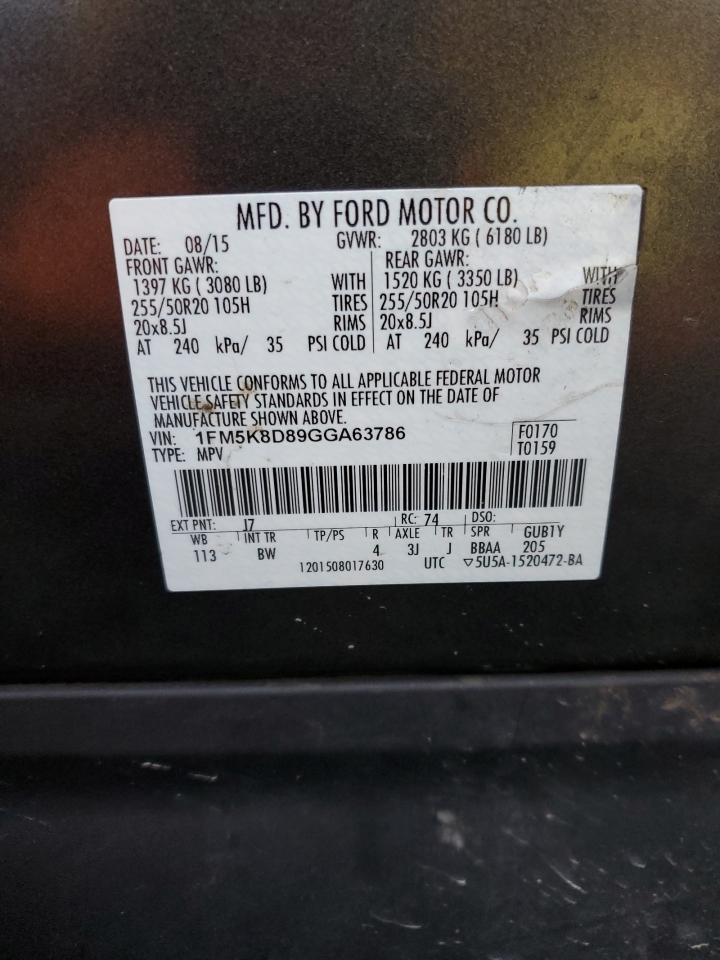 MFD. BY FORD MOTOR CO.
DATE: 08/15 GVWR: 2803 KG ( 6180 LB)
FRONT GAWR: REAR GAWR:
1397 KG ( 3080 LB) WITH 1520 KG ( 3350 LB) WITH
255/50R20 105H TIRES 255/50R20 105H TIRES
20x8.5J RIMS 20x8.5J RIMS
AT 240 kPa/ 35 PSI COLD AT 240 kPa/ 35 PSI COLD
THIS VEHICLE CONFORMS TO ALL APPLICABLE FEDERAL MOTOR
VEHICLE SAFETY STANDARDS IN EFFECT ON THE DATE OF
MANUFACTURE SHOWN ABOVE.
VIN: 1FM5K8D89GGA63786 F0170
TYPE: MPV T0159
EXT PNT: J7 RC: 74 DSO:
WB INT TR TP/PS R AXLE TR SPR GUB1Y
113 BW 4 3J J BBAA 205
1201508017630 UTC ▽5U5A-1520472-BA